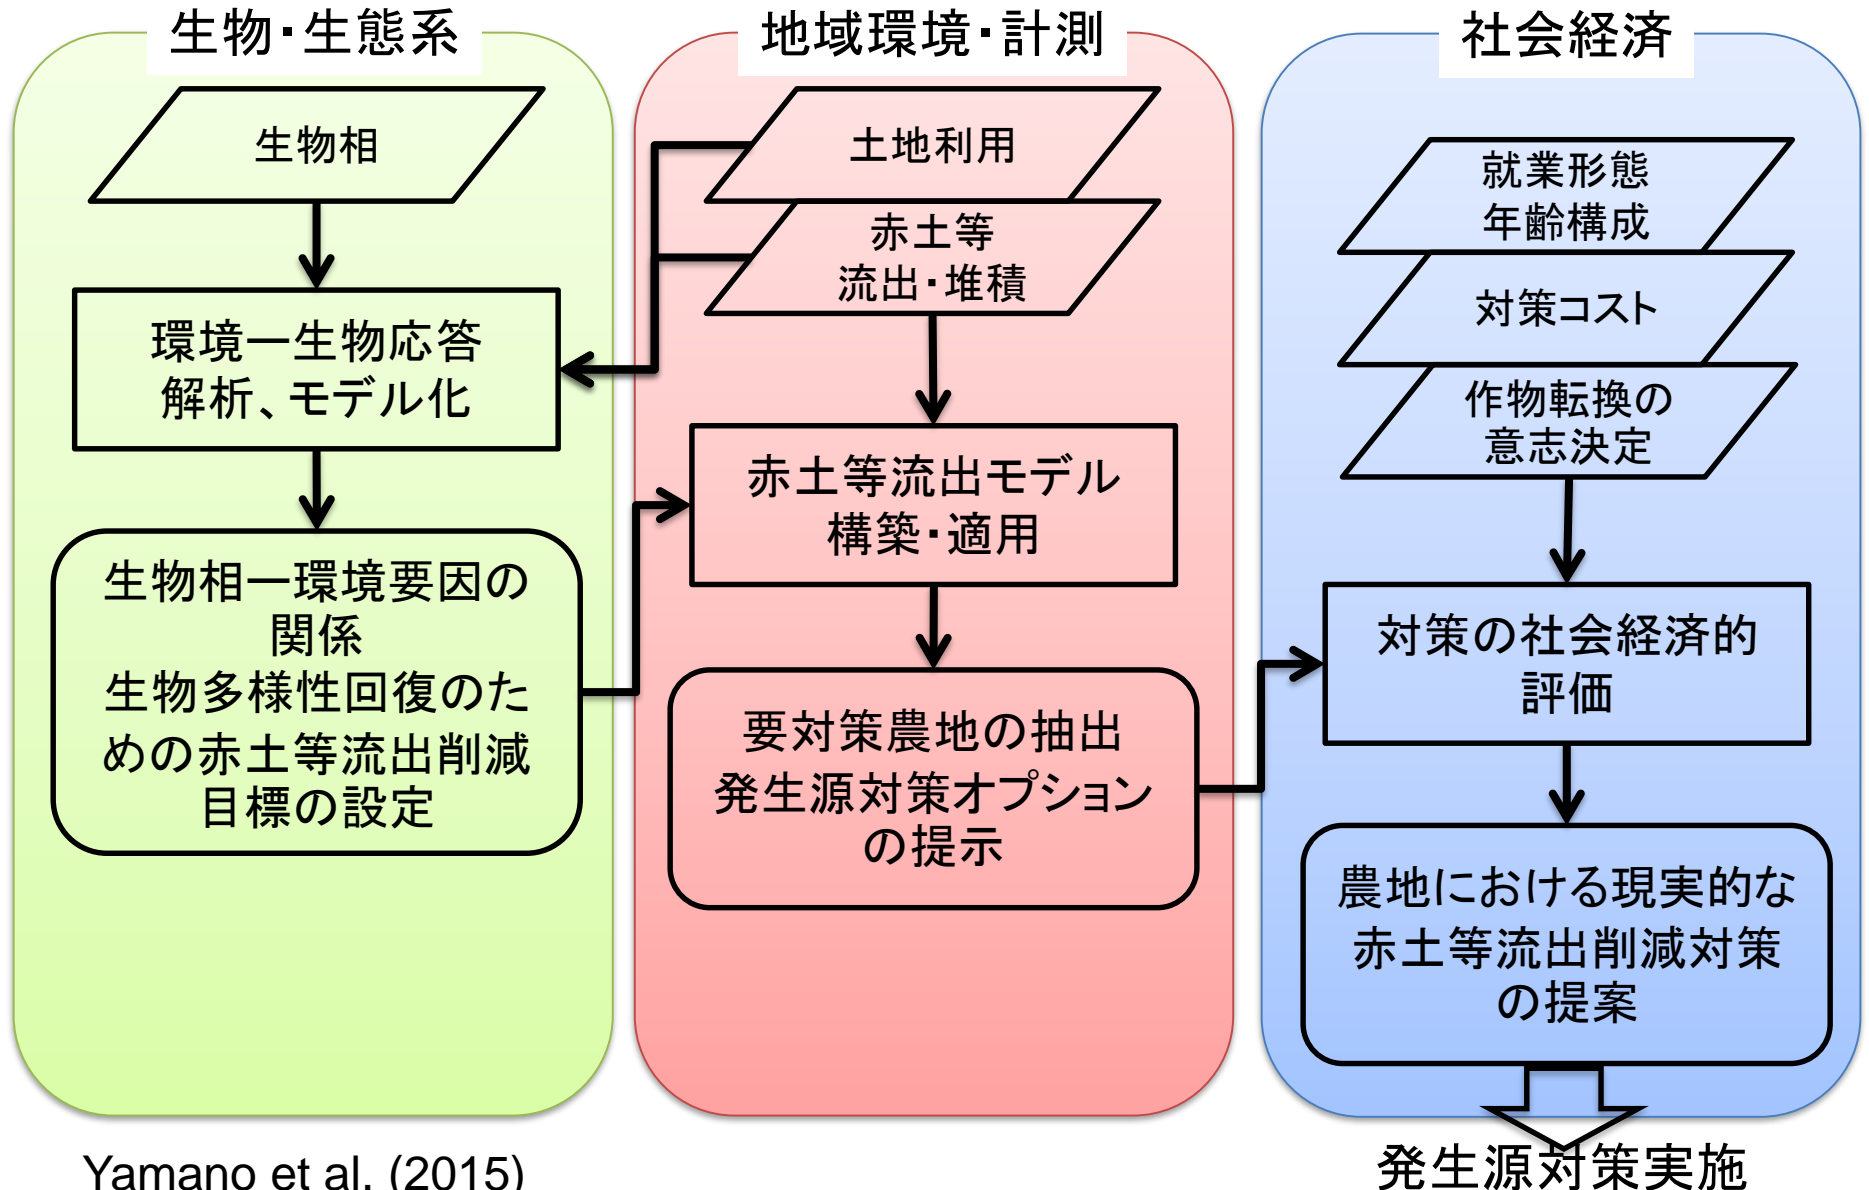 生物・生態系
生物相
環境ー生物応答
解析、モデル化
生物相ー環境要因の
関係
生物多様性回復のた
めの赤土等流出削減
目標の設定
地域環境・計測
土地利用
赤土等
流出・堆積
赤土等流出モデル
構築・適用
要対策農地の抽出
発生源対策オプション
の提示
社会経済
就業形態
年齢構成
対策コスト
作物転換の
意志決定
対策の社会経済的
評価
農地における現実的な
赤土等流出削減対策
の提案
発生源対策実施
Yamano et al. (2015)